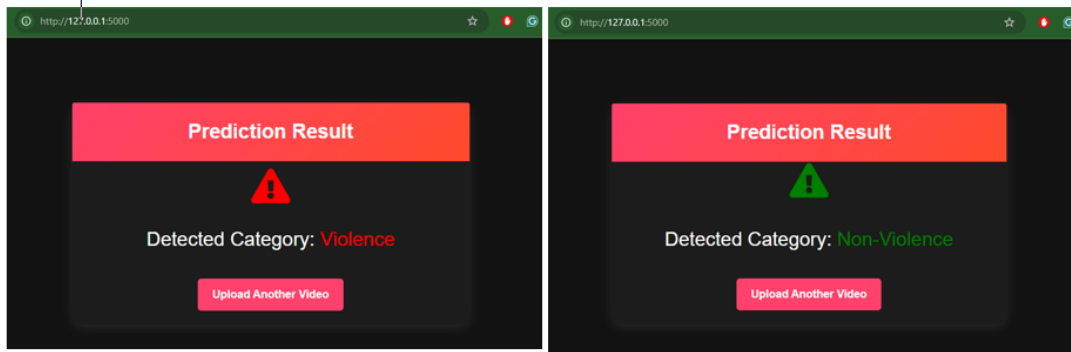 http://127.0.0.1:5000
Prediction Result
Detected Category: Violence
Upload Another Video
http://127.0.0.1:5000
Prediction Result
Detected Category: Non-Violence
Upload Another Video